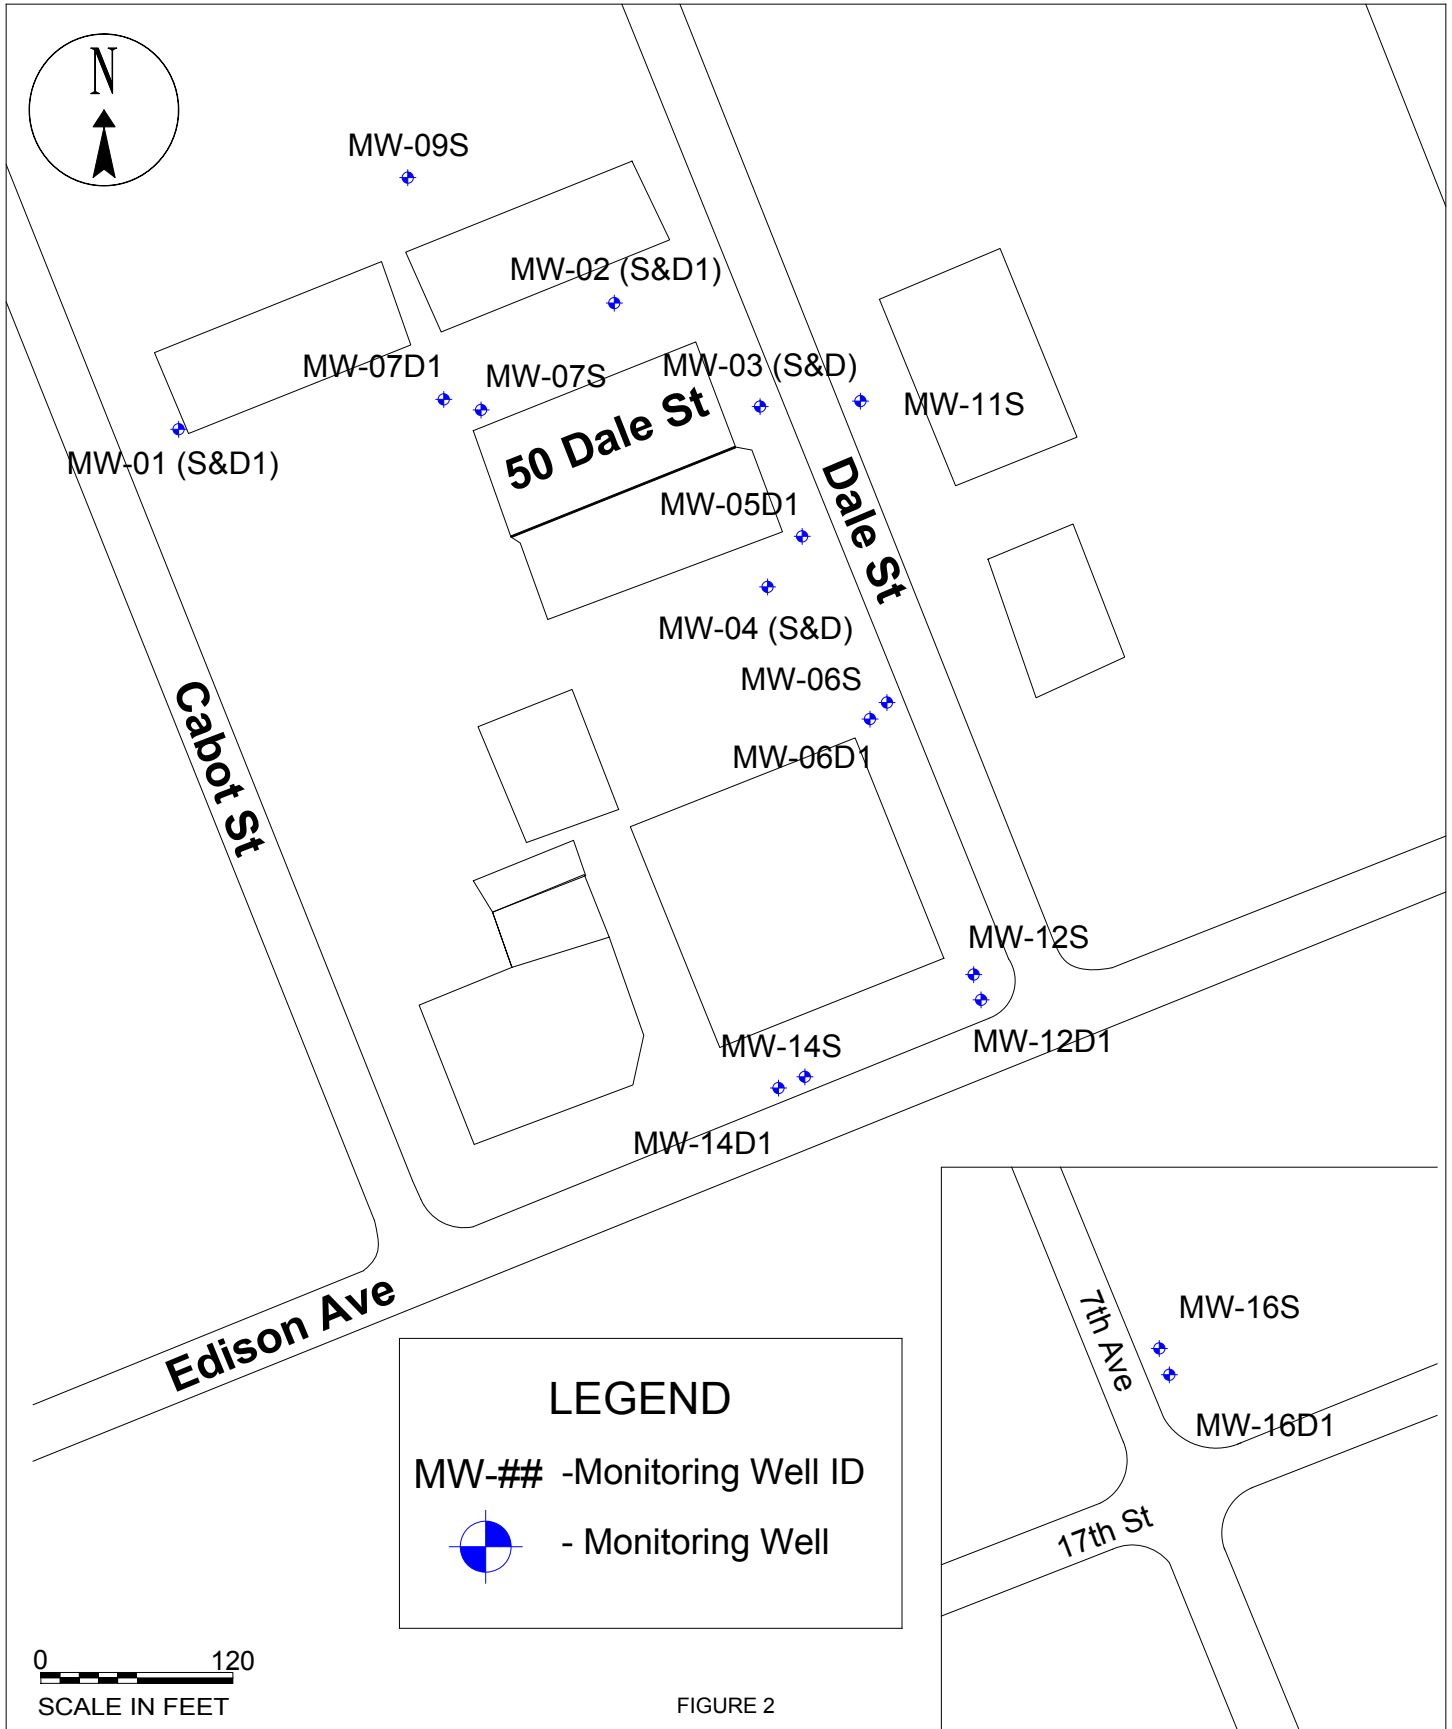 N
MW-09S
MW-02 (S&D1)
MW-07D1
MW-07S
MW-03 (S&D)
MW-11S
50 Dale St
MW-01 (S&D1)
MW-05D1
Dale St
MW-04 (S&D)
MW-06S
MW-06D1
Cabot St
MW-12S
MW-12D1
MW-14S
MW-14D1
Edison Ave
7th Ave
MW-16S
MW-16D1
17th St
LEGEND
MW-## -Monitoring Well ID
- Monitoring Well
0 120
SCALE IN FEET
FIGURE 2